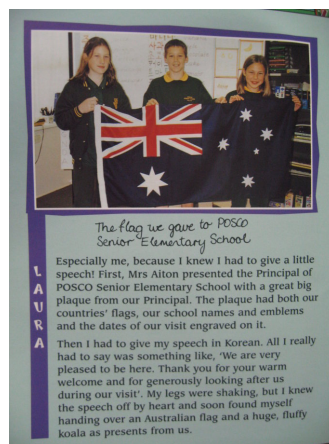 The flag we gave to POSCO
Senior Elementary School
LAURA
Especially me, because I knew I had to give a little
speech! First, Mrs Aiton presented the Principal of
POSCO Senior Elementary School with a great big
plaque from our Principal. The plaque had both our
countries' flags, our school names and emblems
and the dates of our visit engraved on it.
Then I had to give my speech in Korean. All I really
had to say was something like, 'We are very
pleased to be here. Thank you for your warm
welcome and for generously looking after us
during our visit'. My legs were shaking, but I knew
the speech off by heart and soon found myself
handing over an Australian flag and a huge, fluffy
koala as presents from us.